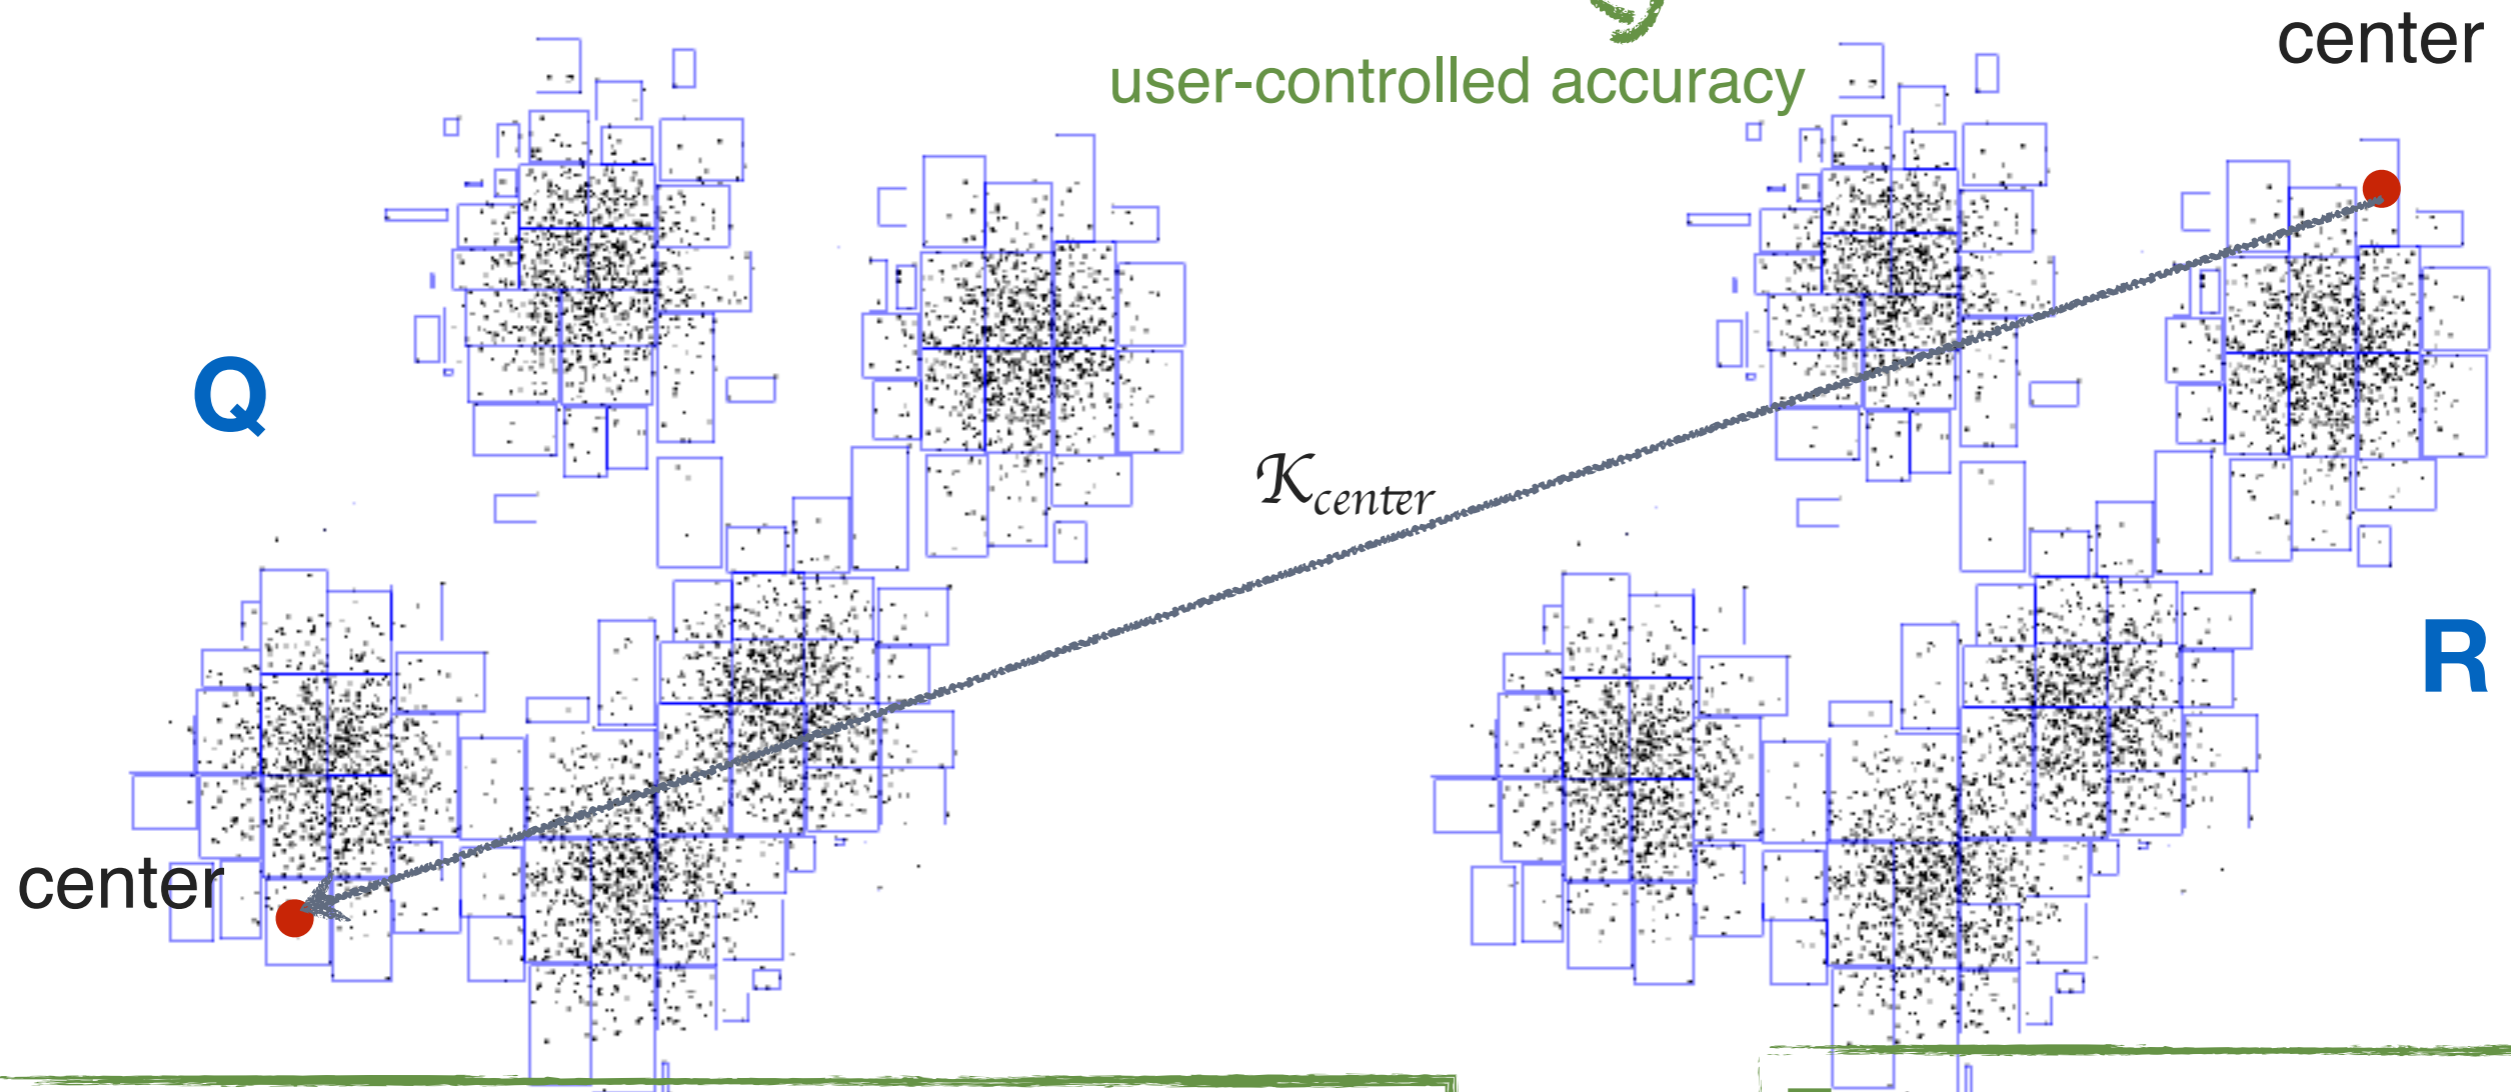 center
user-controlled accuracy
Q
𝒦center
R
center